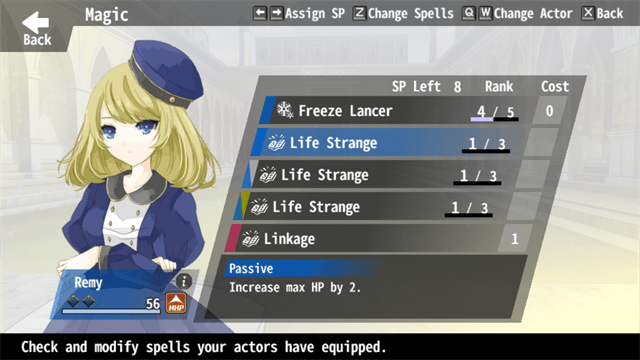 Magic
← → Assign SP Z Change Spells Q W Change Actor X Back
Back
SP Left 8 Rank Cost
Freeze Lancer 4 / 5 0
Life Strange 1 / 3
Life Strange 1 / 3
Life Strange 1 / 3
Linkage 1
Passive
Increase max HP by 2.
Remy i
56 MHP
Check and modify spells your actors have equipped.